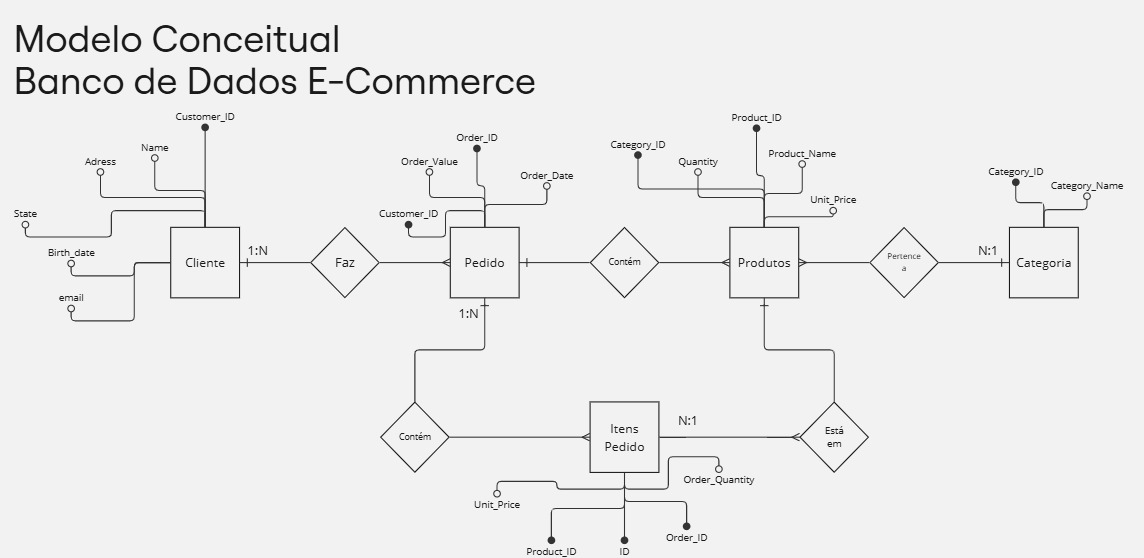 Modelo Conceitual
Banco de Dados E-Commerce
Customer_ID
Product_ID
Order_ID
Category_ID
Name
Product_Name
Adress
Order_Value
Quantity
Category_ID
Order_Date
Category_Name
Unit_Price
State
Customer_ID
Birth_date
1:N
N:1
Cliente
Faz
Pedido
Contém
Produtos
Pertence
a
Categoria
email
1:N
N:1
Contém
Itens
Pedido
Está
em
Order_Quantity
Unit_Price
Order_ID
Product_ID
ID